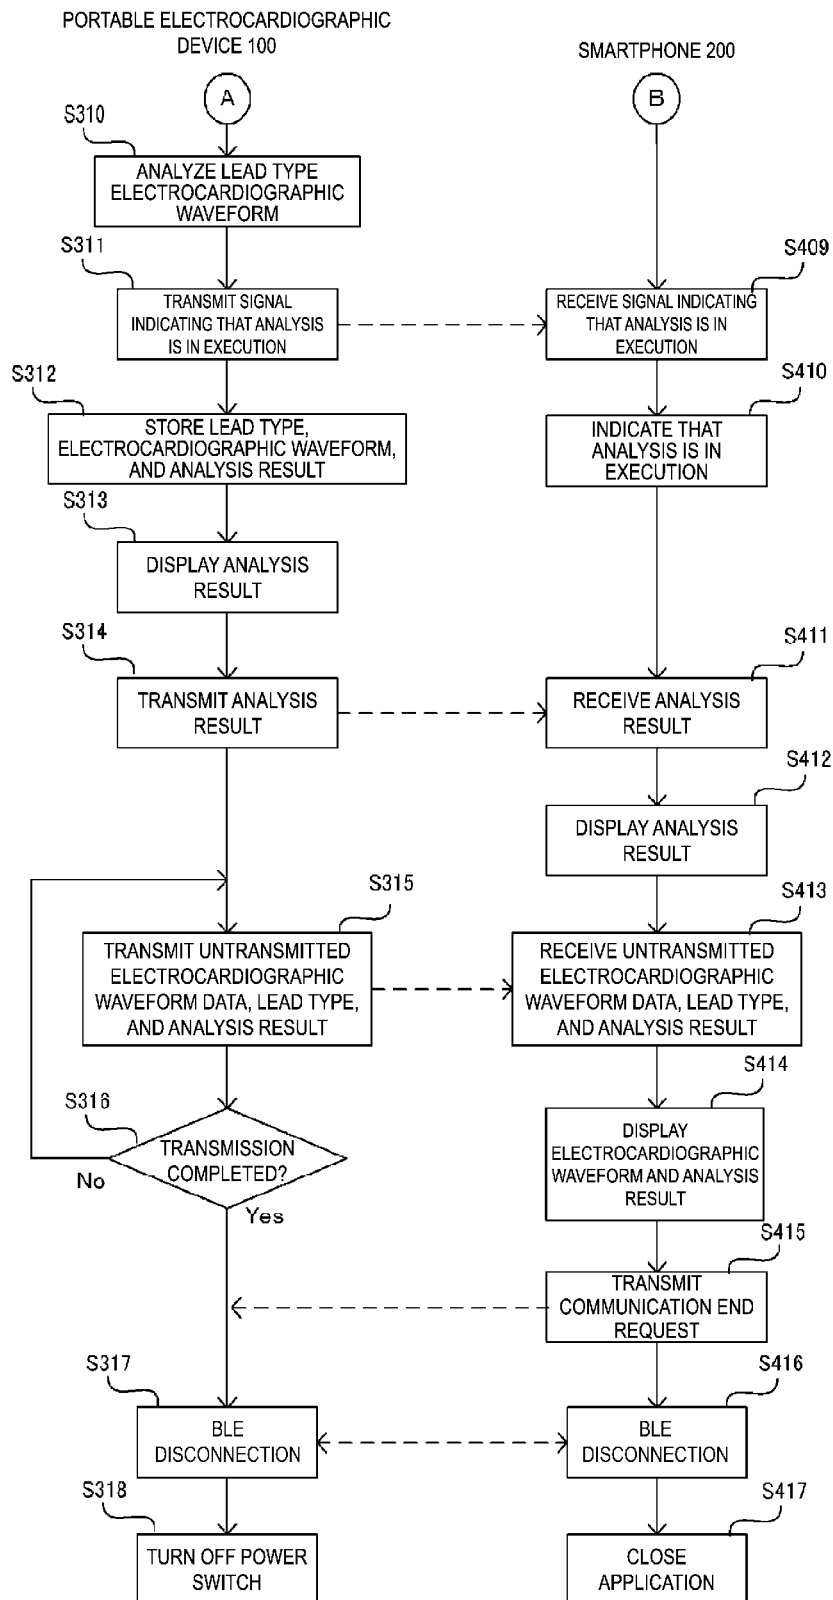 PORTABLE ELECTROCARDIOGRAPHIC
DEVICE 100
SMARTPHONE 200
A
B
S310
ANALYZE LEAD TYPE
ELECTROCARDIOGRAPHIC
WAVEFORM
S311
TRANSMIT SIGNAL
INDICATING THAT ANALYSIS
IS IN EXECUTION
S409
RECEIVE SIGNAL INDICATING
THAT ANALYSIS IS IN
EXECUTION
S312
STORE LEAD TYPE,
ELECTROCARDIOGRAPHIC WAVEFORM,
AND ANALYSIS RESULT
S410
INDICATE THAT
ANALYSIS IS IN
EXECUTION
S313
DISPLAY ANALYSIS
RESULT
S314
TRANSMIT ANALYSIS
RESULT
S411
RECEIVE ANALYSIS
RESULT
S412
DISPLAY ANALYSIS
RESULT
S315
TRANSMIT UNTRANSMITTED
ELECTROCARDIOGRAPHIC
WAVEFORM DATA, LEAD TYPE,
AND ANALYSIS RESULT
S413
RECEIVE UNTRANSMITTED
ELECTROCARDIOGRAPHIC
WAVEFORM DATA, LEAD TYPE,
AND ANALYSIS RESULT
S316
TRANSMISSION
COMPLETED?
No
Yes
S414
DISPLAY
ELECTROCARDIOGRAPHIC
WAVEFORM AND ANALYSIS
RESULT
S415
TRANSMIT
COMMUNICATION END
REQUEST
S317
BLE
DISCONNECTION
S416
BLE
DISCONNECTION
S318
TURN OFF POWER
SWITCH
S417
CLOSE
APPLICATION